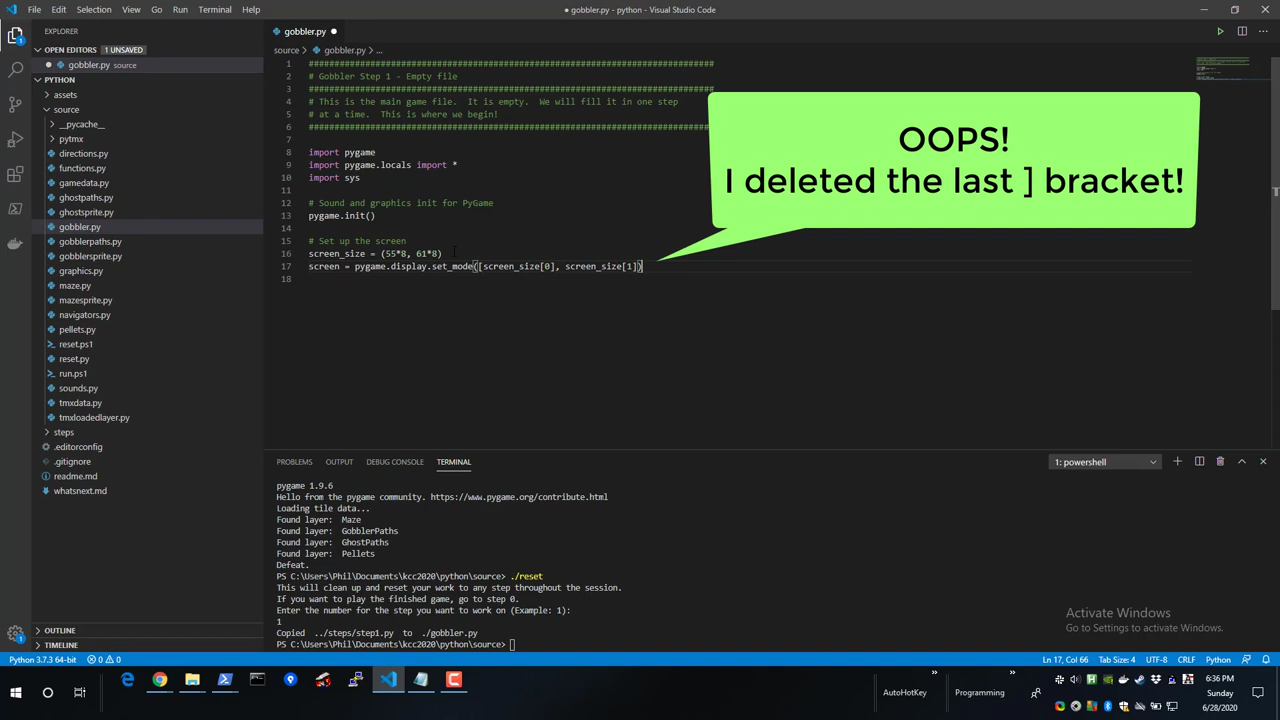 File Edit Selection View Go Run Terminal Help
● gobbler.py - python - Visual Studio Code
EXPLORER
OPEN EDITORS 1 UNSAVED
● gobbler.py source
PYTHON
assets
source
__pycache__
pytmx
directions.py
functions.py
gamedata.py
ghostpaths.py
ghostsprite.py
gobbler.py
gobblerpaths.py
gobblersprite.py
graphics.py
maze.py
mazesprite.py
navigators.py
pellets.py
reset.ps1
reset.py
run.ps1
sounds.py
tmxdata.py
tmxloadedlayer.py
steps
.editorconfig
.gitignore
readme.md
whatsnext.md
OUTLINE
TIMELINE
gobbler.py ●
source > gobbler.py > ...
1 ################################################################################
2 # Gobbler Step 1 - Empty file
3 ################################################################################
4 # This is the main game file. It is empty. We will fill it in one step
5 # at a time. This is where we begin!
6 ################################################################################
7
8 import pygame
9 import pygame.locals import *
10 import sys
11
12 # Sound and graphics init for PyGame
13 pygame.init()
14
15 # Set up the screen
16 screen_size = (55*8, 61*8)
17 screen = pygame.display.set_mode([screen_size[0], screen_size[1])
18
OOPS!
I deleted the last ] bracket!
PROBLEMS OUTPUT DEBUG CONSOLE TERMINAL
1: powershell
pygame 1.9.6
Hello from the pygame community. https://www.pygame.org/contribute.html
Loading tile data...
Found layer: Maze
Found layer: GobblerPaths
Found layer: GhostPaths
Found layer: Pellets
Defeat.
PS C:\Users\Phil\Documents\kcc2020\python\source> ./reset
This will clean up and reset your work to any step throughout the session.
If you want to play the finished game, go to step 0.
Enter the number for the step you want to work on (Example: 1):
1
Copied ../steps/step1.py to ./gobbler.py
PS C:\Users\Phil\Documents\kcc2020\python\source>
Activate Windows
Go to Settings to activate Windows.
Python 3.7.3 64-bit 0 0
Ln 17, Col 66 Tab Size: 4 UTF-8 CRLF Python
AutoHotKey
Programming
6:36 PM
Sunday
6/28/2020